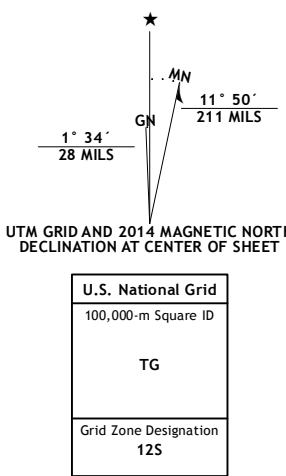 ★
MN
GN
11° 50´
211 MILS
1° 34´
28 MILS
UTM GRID AND 2014 MAGNETIC NORTH
DECLINATION AT CENTER OF SHEET
U.S. National Grid
100,000-m Square ID
TG
Grid Zone Designation
12S